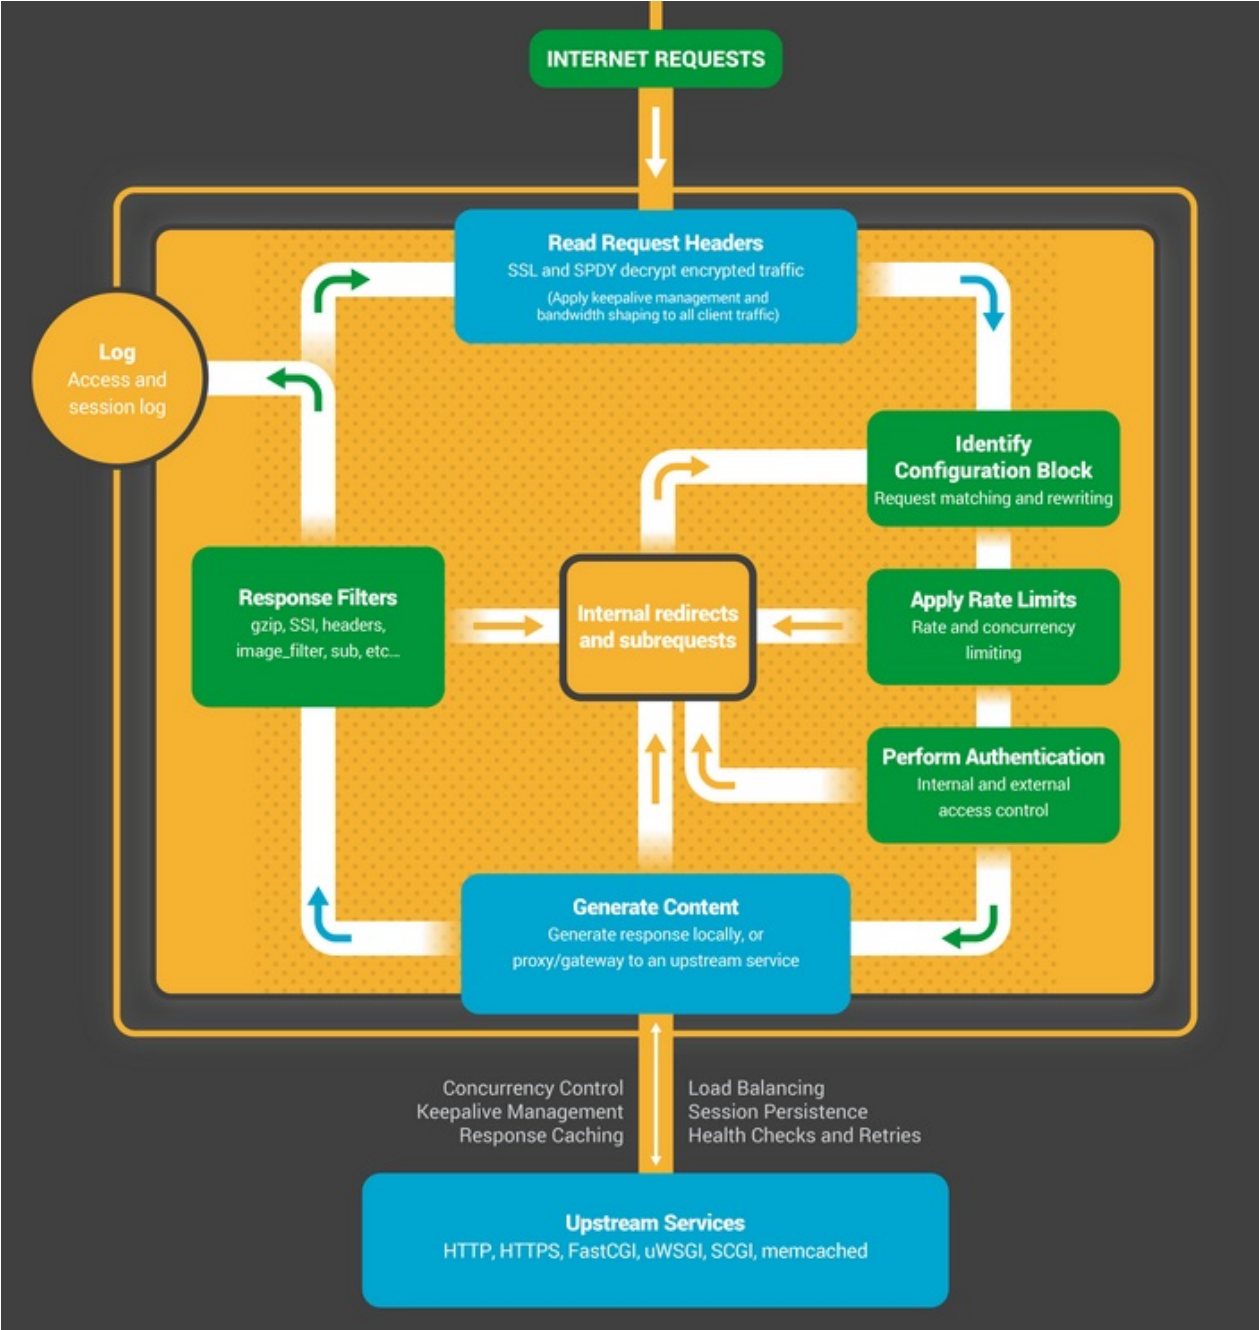 INTERNET REQUESTS
Read Request Headers
SSL and SPDY decrypt encrypted traffic
(Apply keepalive management and
bandwidth shaping to all client traffic)
Log
Access and
session log
Identify
Configuration Block
Request matching and rewriting
Response Filters
gzip, SSI, headers,
image_filter, sub, etc...
Internal redirects
and subrequests
Apply Rate Limits
Rate and concurrency
limiting
Perform Authentication
Internal and external
access control
Generate Content
Generate response locally, or
proxy/gateway to an upstream service
Concurrency Control
Keepalive Management
Response Caching
Load Balancing
Session Persistence
Health Checks and Retries
Upstream Services
HTTP, HTTPS, FastCGI, uWSGI, SCGI, memcached